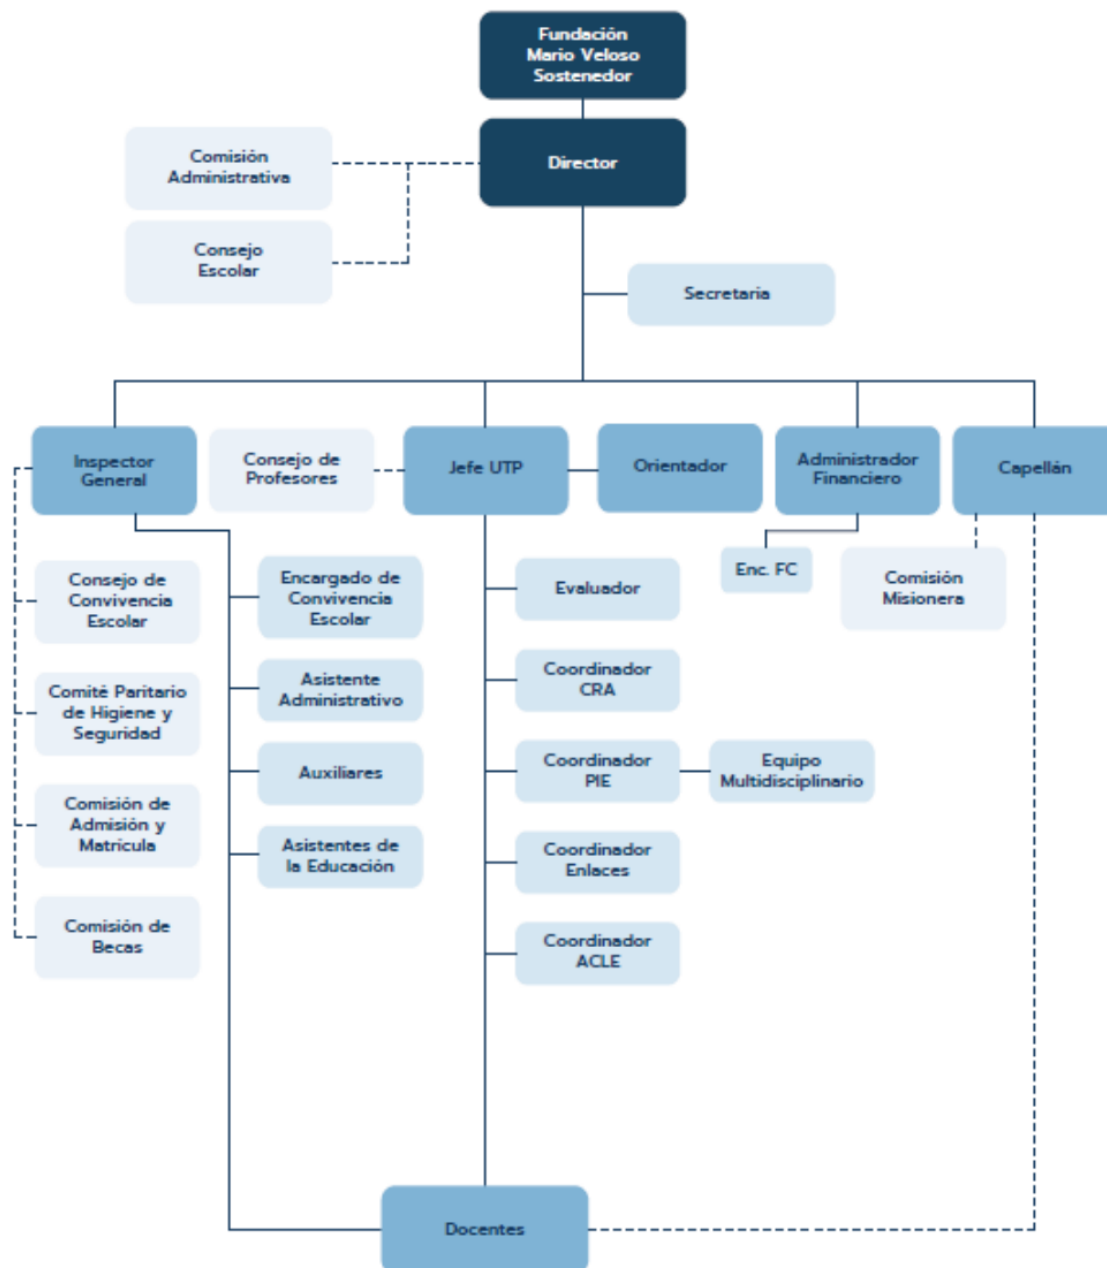 Fundación
Mario Veloso
Sostenedor
Director
Comisión
Administrativa
Consejo
Escolar
Secretaria
Inspector
General
Consejo de
Profesores
Jefe UTP
Orientador
Administrador
Financiero
Capellán
Consejo de
Convivencia
Escolar
Comité Paritario
de Higiene y
Seguridad
Comisión de
Admisión y
Matricula
Comisión de
Becas
Encargado de
Convivencia
Escolar
Asistente
Administrativo
Auxiliares
Asistentes de
la Educación
Evaluador
Coordinador
CRA
Coordinador
PIE
Equipo
Multidisciplinario
Coordinador
Enlaces
Coordinador
ACLE
Enc. FC
Comisión
Misionera
Docentes